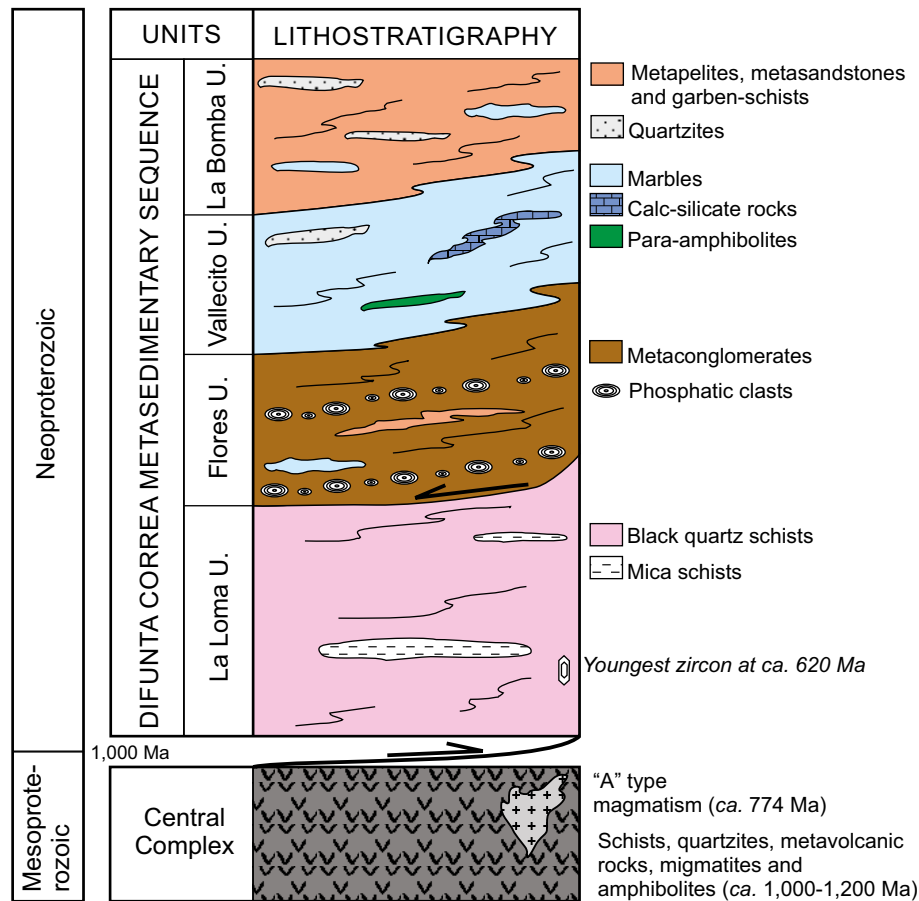 UNITS
LITHOSTRATIGRAPHY
Neoproterozoic
DIFUNTA CORREA METASEDIMENTARY SEQUENCE
La Bomba U.
Vallecito U.
Flores U.
La Loma U.
Metapelites, metasandstones
and garben-schists
Quartzites
Marbles
Calc-silicate rocks
Para-amphibolites
Metaconglomerates
Phosphatic clasts
Black quartz schists
Mica schists
Youngest zircon at ca. 620 Ma
1,000 Ma
Mesoprote-
rozoic
Central
Complex
“A” type
magmatism (ca. 774 Ma)
Schists, quartzites, metavolcanic
rocks, migmatites and
amphibolites (ca. 1,000-1,200 Ma)